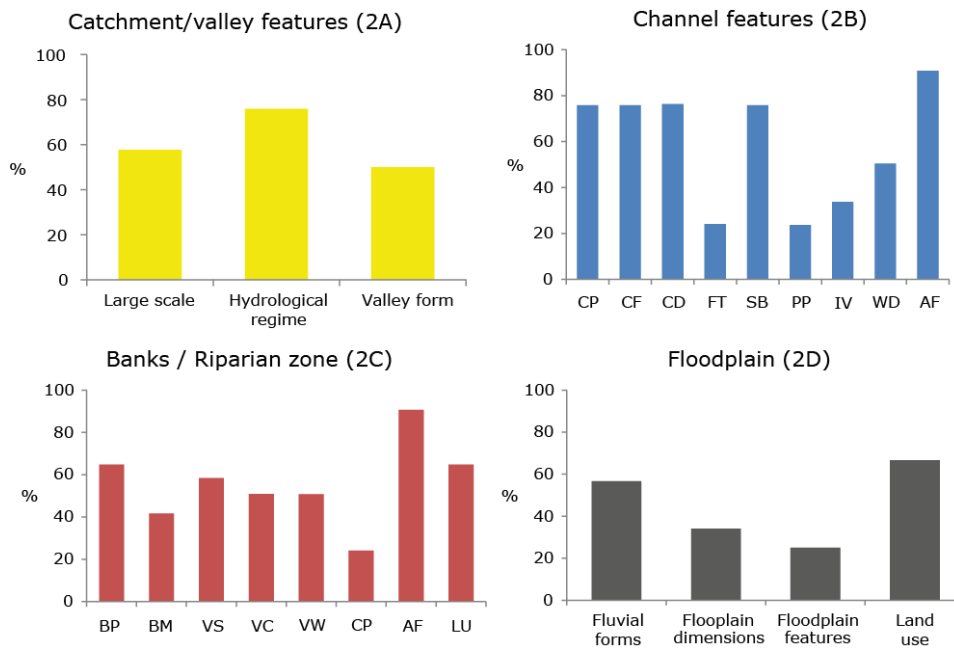 Catchment/valley features (2A)
100
80
60
%
40
20
0
Large scale
Hydrological
regime
Valley form
Channel features (2B)
100
80
60
%
40
20
0
CP CF CD FT SB PP IV WD AF
Banks / Riparian zone (2C)
100
80
60
%
40
20
0
BP BM VS VC VW CP AF LU
Floodplain (2D)
100
80
60
%
40
20
0
Fluvial
forms
Flooplain
dimensions
Floodplain
features
Land
use